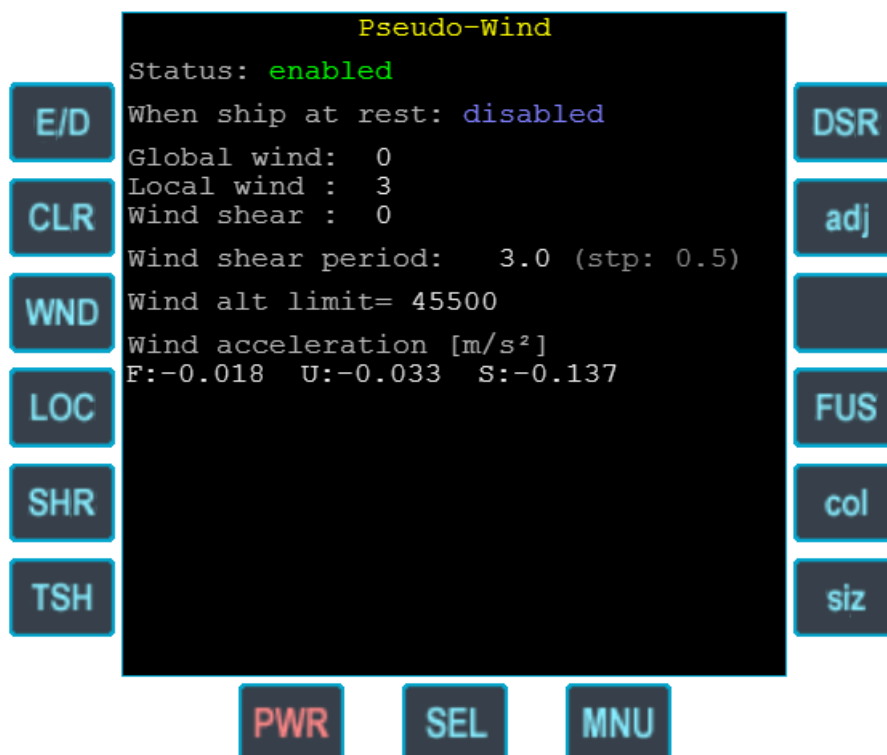 Pseudo-Wind
Status: enabled
E/D
When ship at rest: disabled
DSR
Global wind: 0
Local wind : 3
CLR
Wind shear : 0
adj
Wind shear period: 3.0 (stp: 0.5)
WND
Wind alt limit= 45500
Wind acceleration [m/s²]
F:-0.018 U:-0.033 S:-0.137
LOC
FUS
SHR
col
TSH
siz
PWR
SEL
MNU